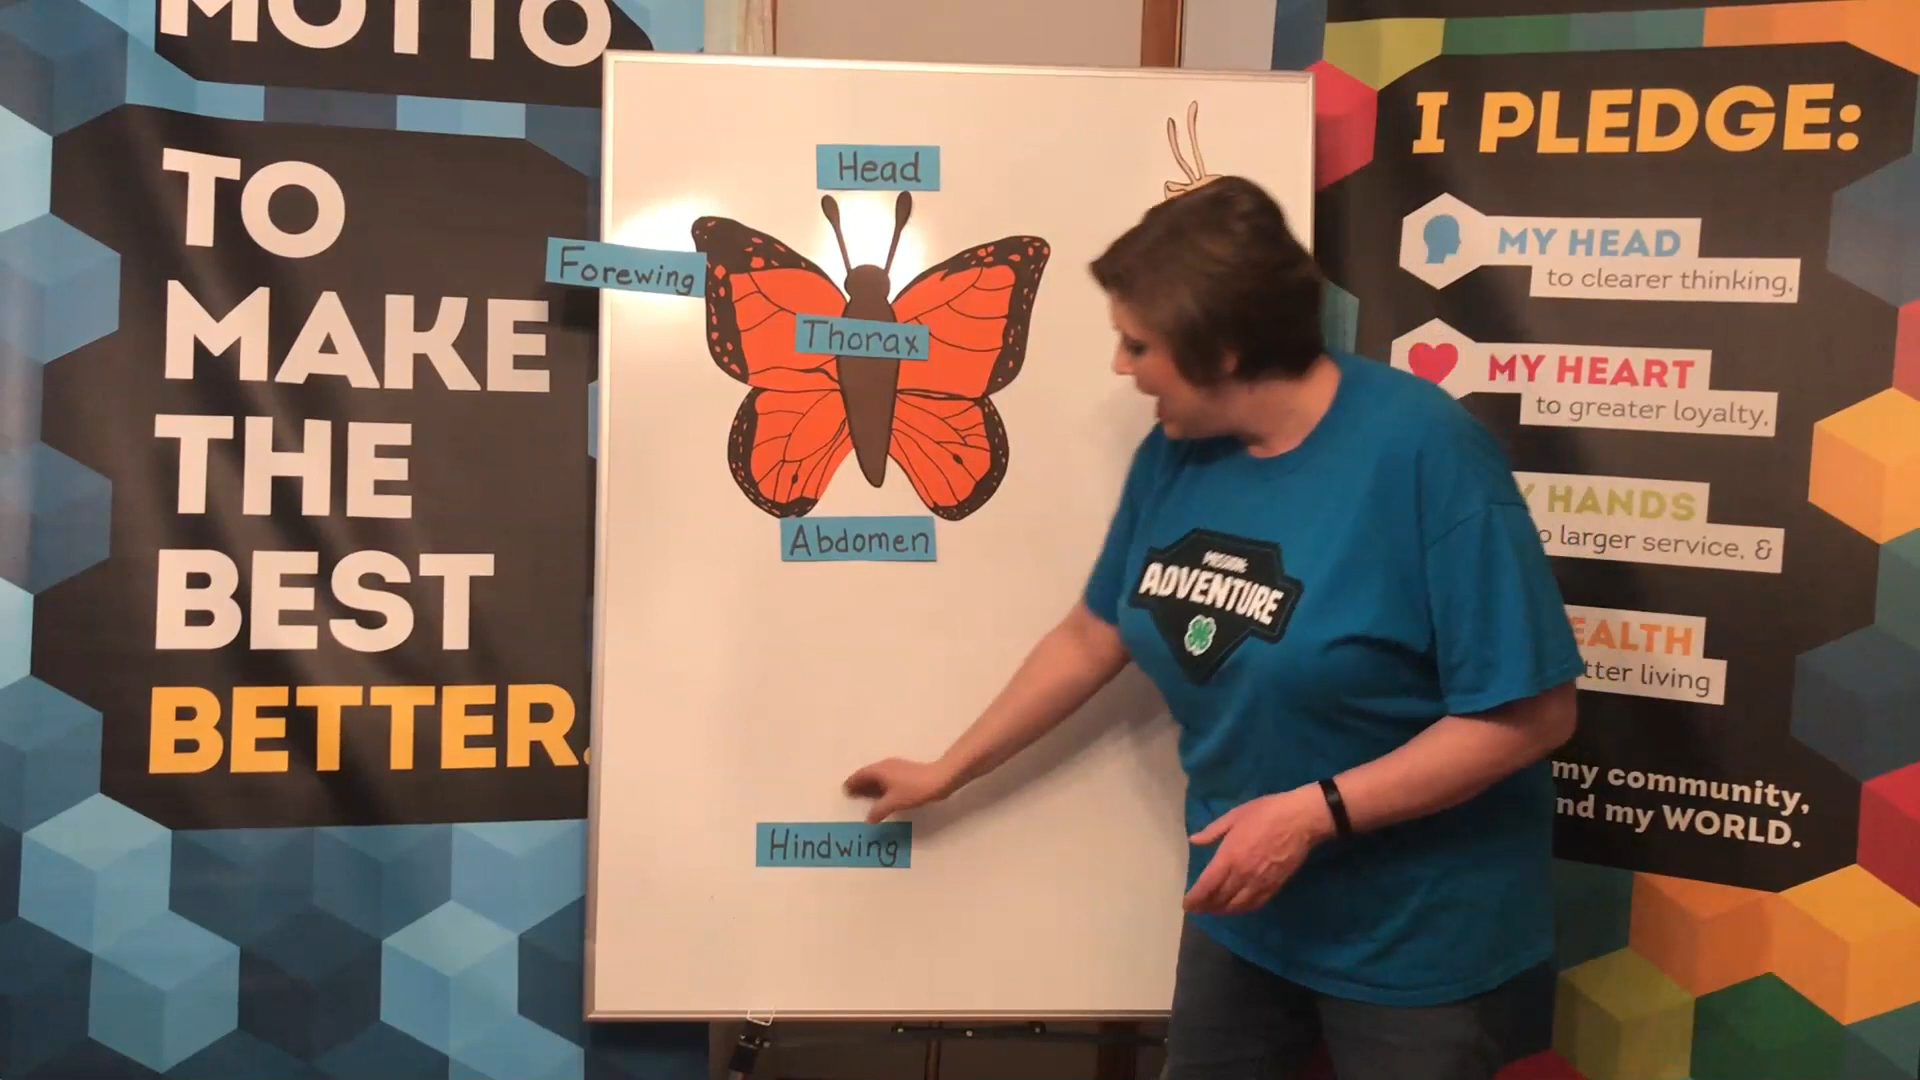 MOTTO
TO
MAKE
THE
BEST
BETTER.
Head
Forewing
Thorax
Abdomen
Hindwing
MISSION:
ADVENTURE
I PLEDGE:
MY HEAD
to clearer thinking,
MY HEART
to greater loyalty,
Y HANDS
o larger service, &
EALTH
tter living
my community,
nd my WORLD.